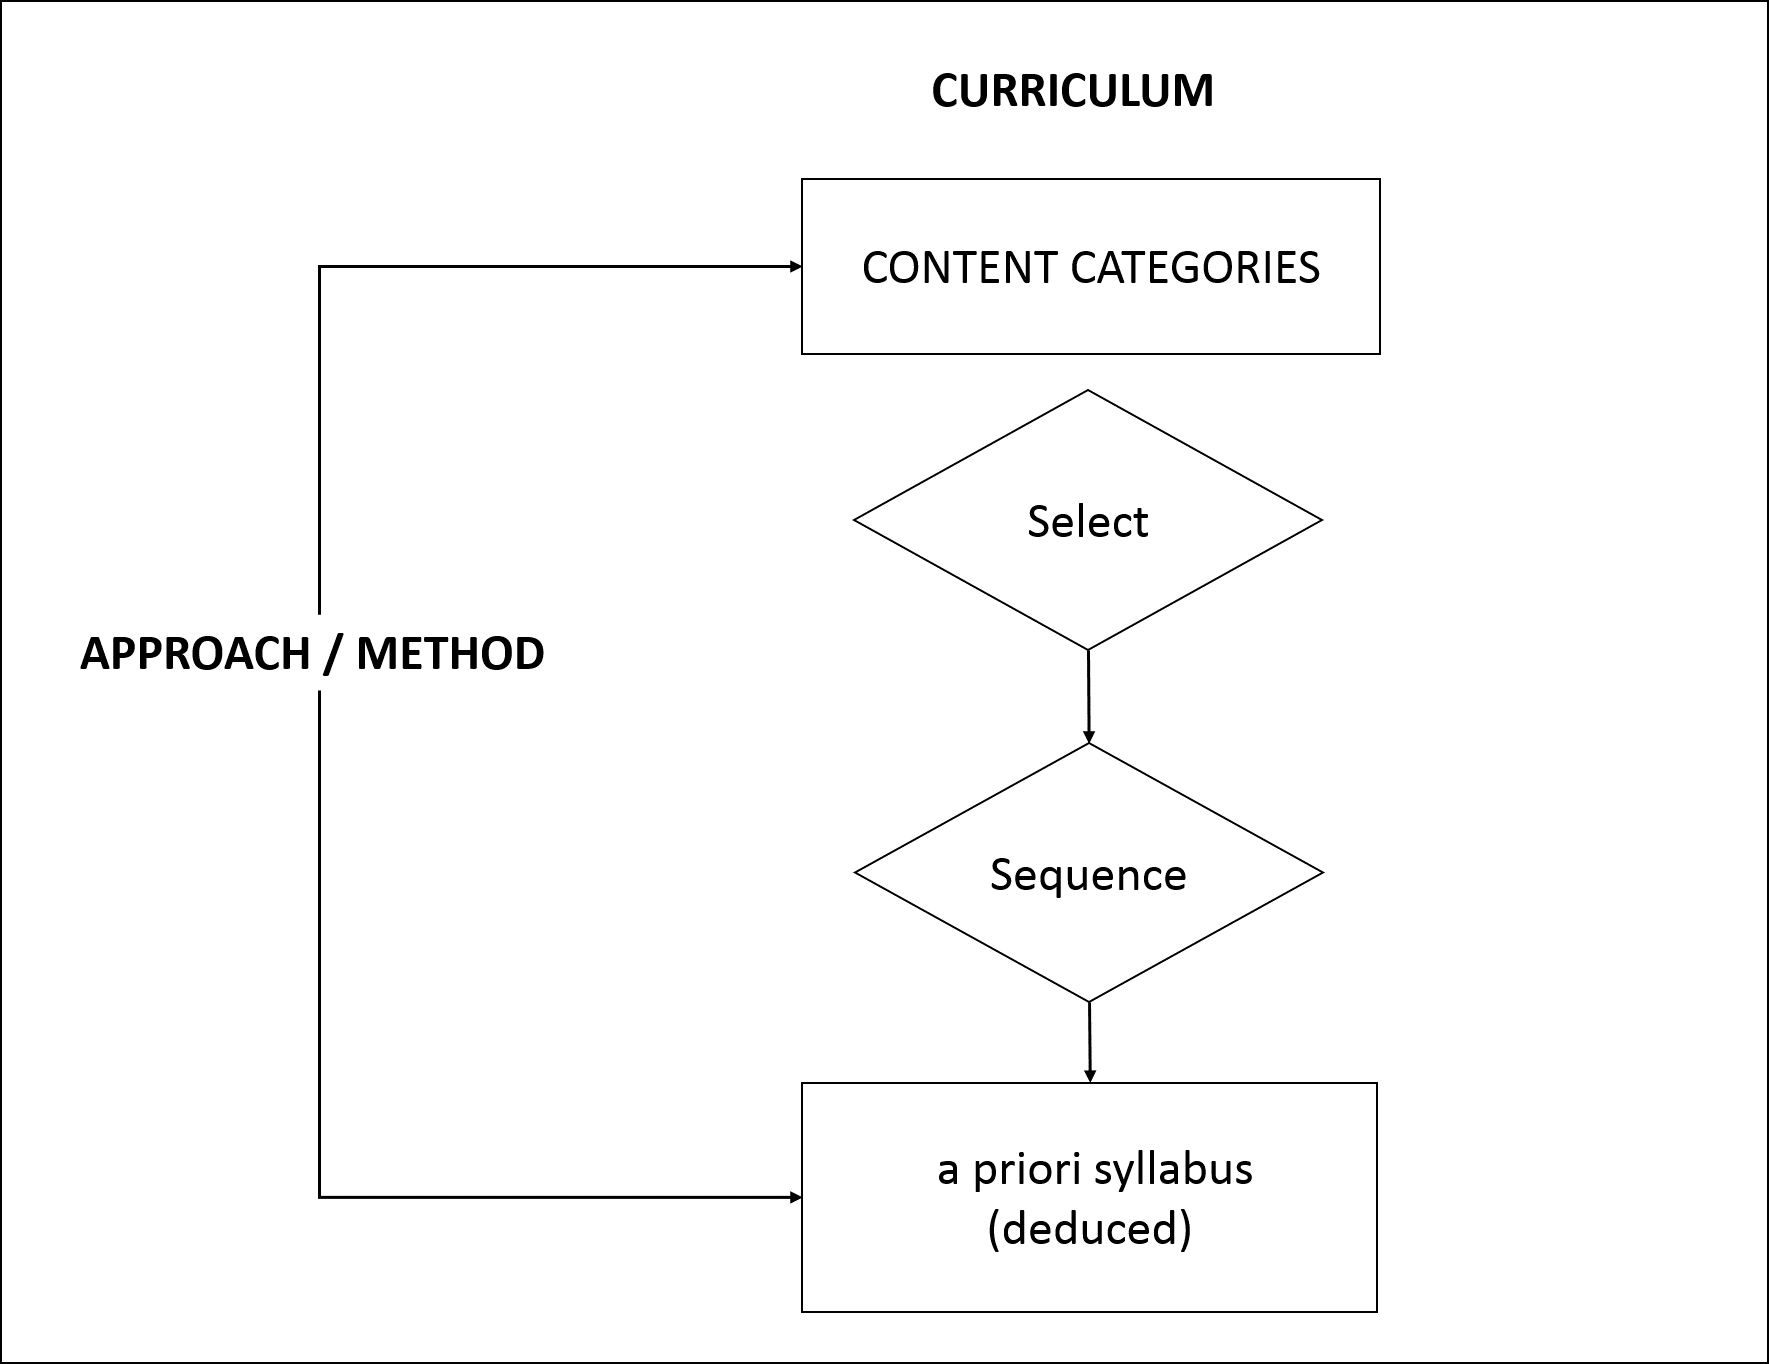 CURRICULUM
CONTENT CATEGORIES
Select
APPROACH / METHOD
Sequence
a priori syllabus
(deduced)